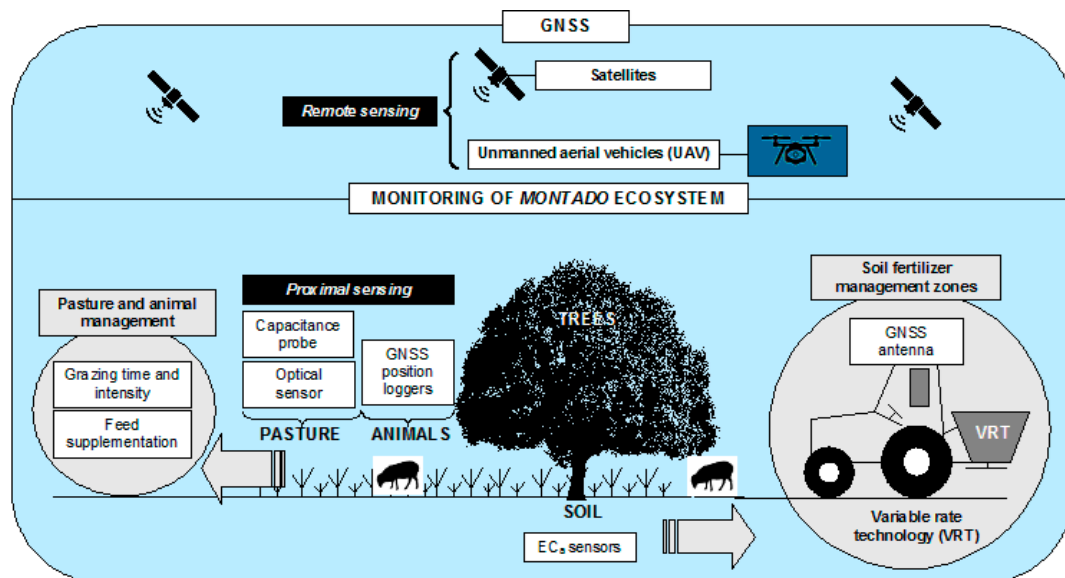 GNSS
Satellites
Remote sensing
Unmanned aerial vehicles (UAV)
MONITORING OF MONTADO ECOSYSTEM
Pasture and animal
management
Grazing time and
intensity
Feed
supplementation
Proximal sensing
Capacitance
probe
Optical
sensor
GNSS
position
loggers
PASTURE
ANIMALS
TREES
SOIL
ECa sensors
Soil fertilizer
management zones
GNSS
antenna
VRT
Variable rate
technology (VRT)